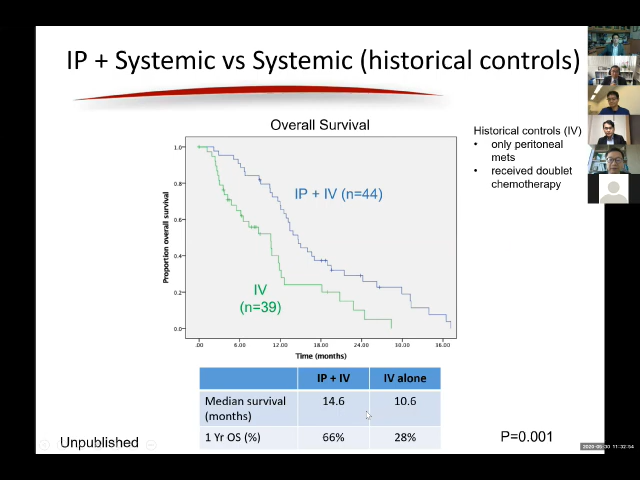 IP + Systemic vs Systemic (historical controls)
Overall Survival
Historical controls (IV)
• only peritoneal
mets
• received doublet
chemotherapy
Proportion overall survival
1.0
0.8
0.6
0.4
0.2
0.0
IP + IV (n=44)
IV
(n=39)
.00 6.00 12.00 18.00 24.00 30.00 36.00
Time (months)
IP + IV IV alone
Median survival 14.6 10.6
(months)
1 Yr OS (%) 66% 28%
Unpublished
P=0.001